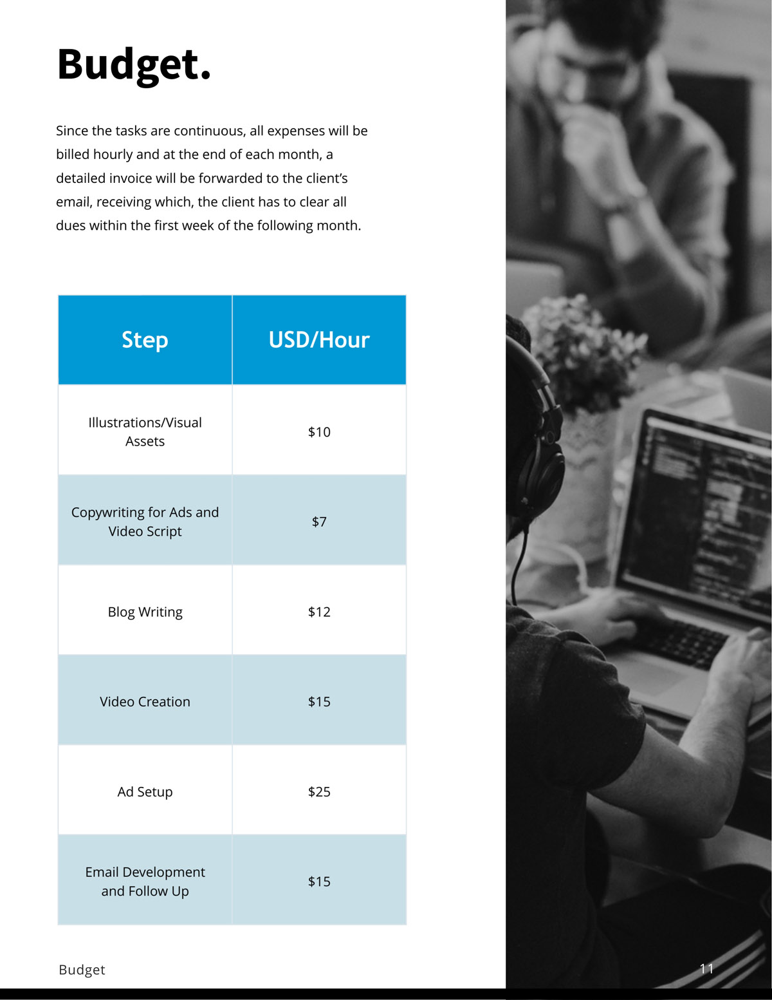 Budget.
Since the tasks are continuous, all expenses will be
billed hourly and at the end of each month, a
detailed invoice will be forwarded to the client’s
email, receiving which, the client has to clear all
dues within the first week of the following month.
Step USD/Hour
Illustrations/Visual
Assets
$10
Copywriting for Ads and
Video Script
$7
Blog Writing $12
Video Creation $15
Ad Setup $25
Email Development
and Follow Up
$15
Budget
11